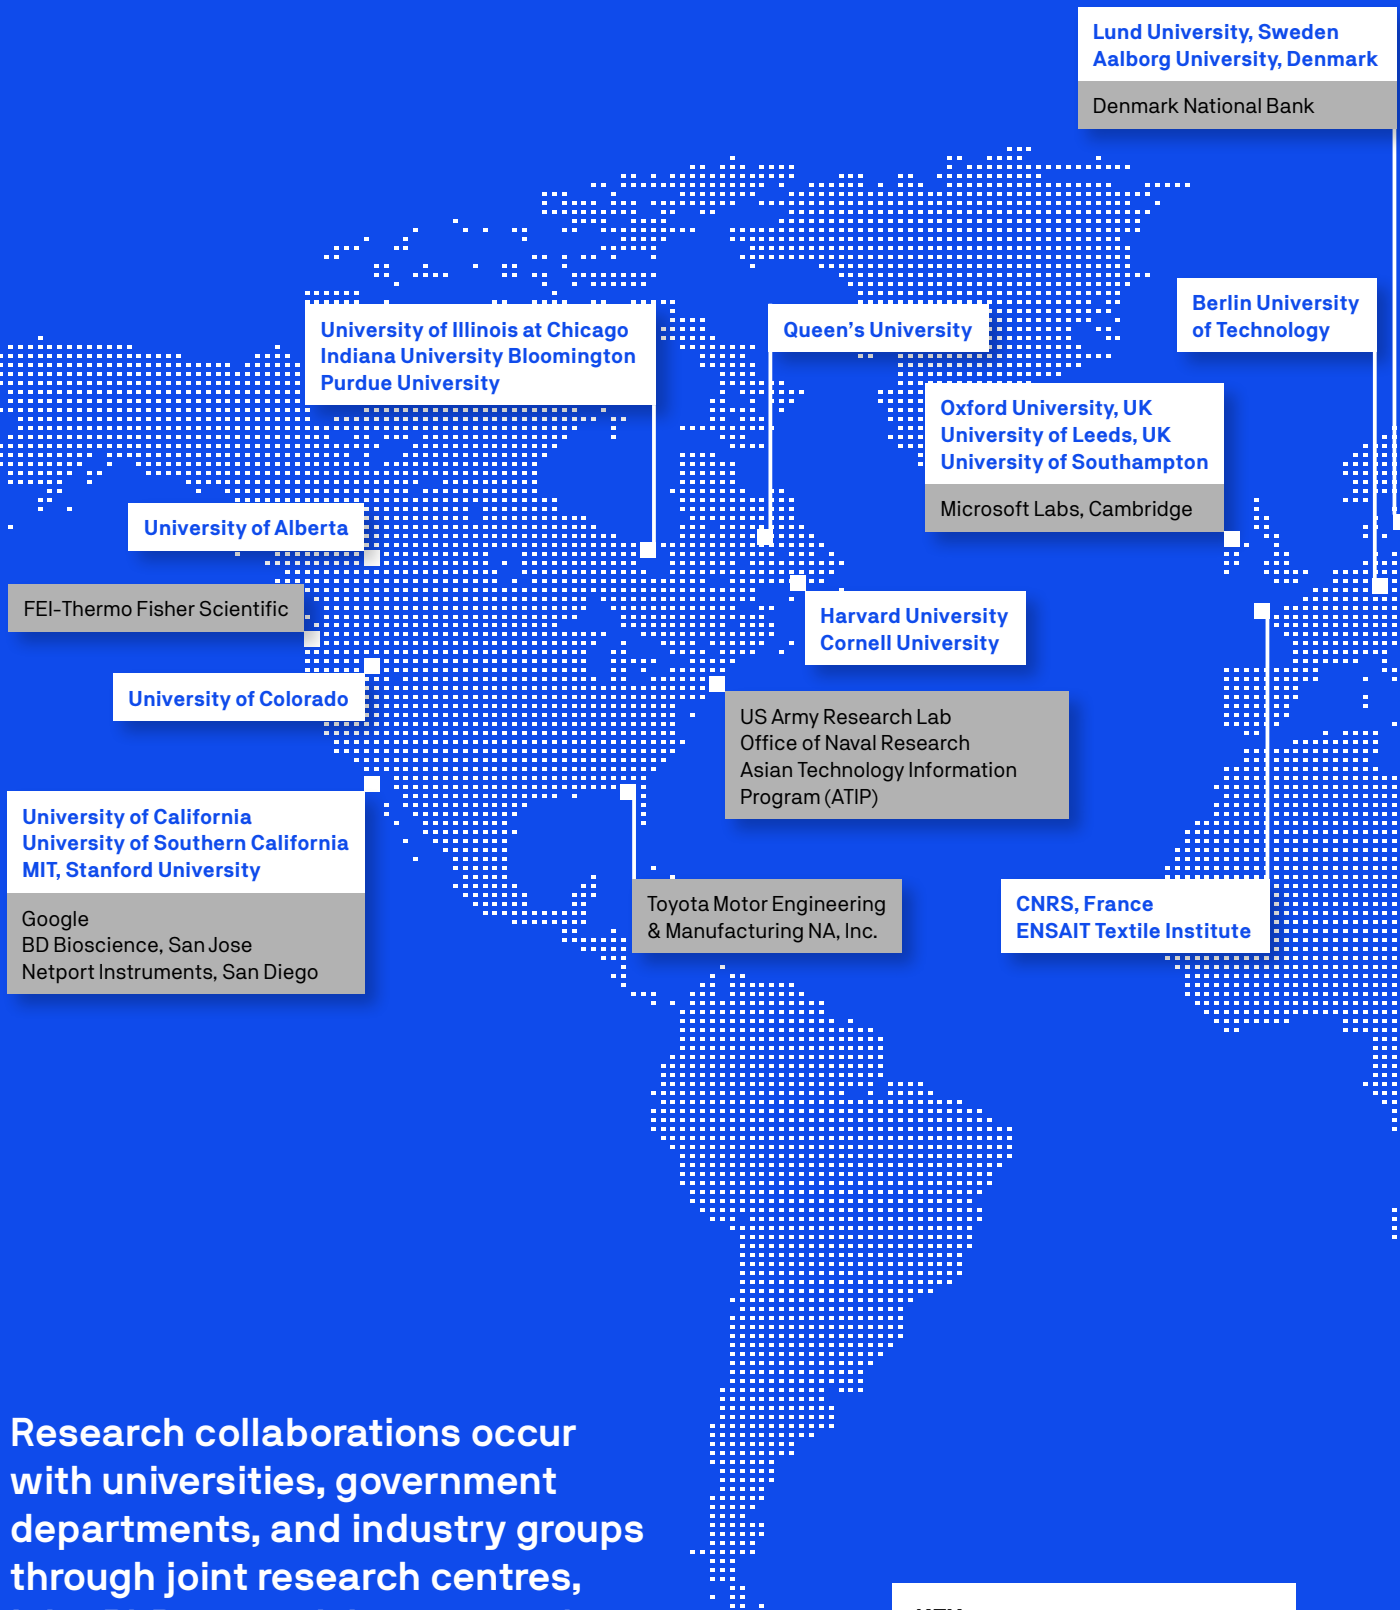 Lund University, Sweden
Aalborg University, Denmark
Denmark National Bank
University of Illinois at Chicago
Indiana University Bloomington
Purdue University
Queen's University
Berlin University
of Technology
Oxford University, UK
University of Leeds, UK
University of Southampton
Microsoft Labs, Cambridge
University of Alberta
FEI-Thermo Fisher Scientific
Harvard University
Cornell University
University of Colorado
US Army Research Lab
Office of Naval Research
Asian Technology Information
Program (ATIP)
University of California
University of Southern California
MIT, Stanford University
Google
BD Bioscience, San Jose
Netport Instruments, San Diego
Toyota Motor Engineering
& Manufacturing NA, Inc.
CNRS, France
ENSAIT Textile Institute
Research collaborations occur
with universities, government
departments, and industry groups
through joint research centres,